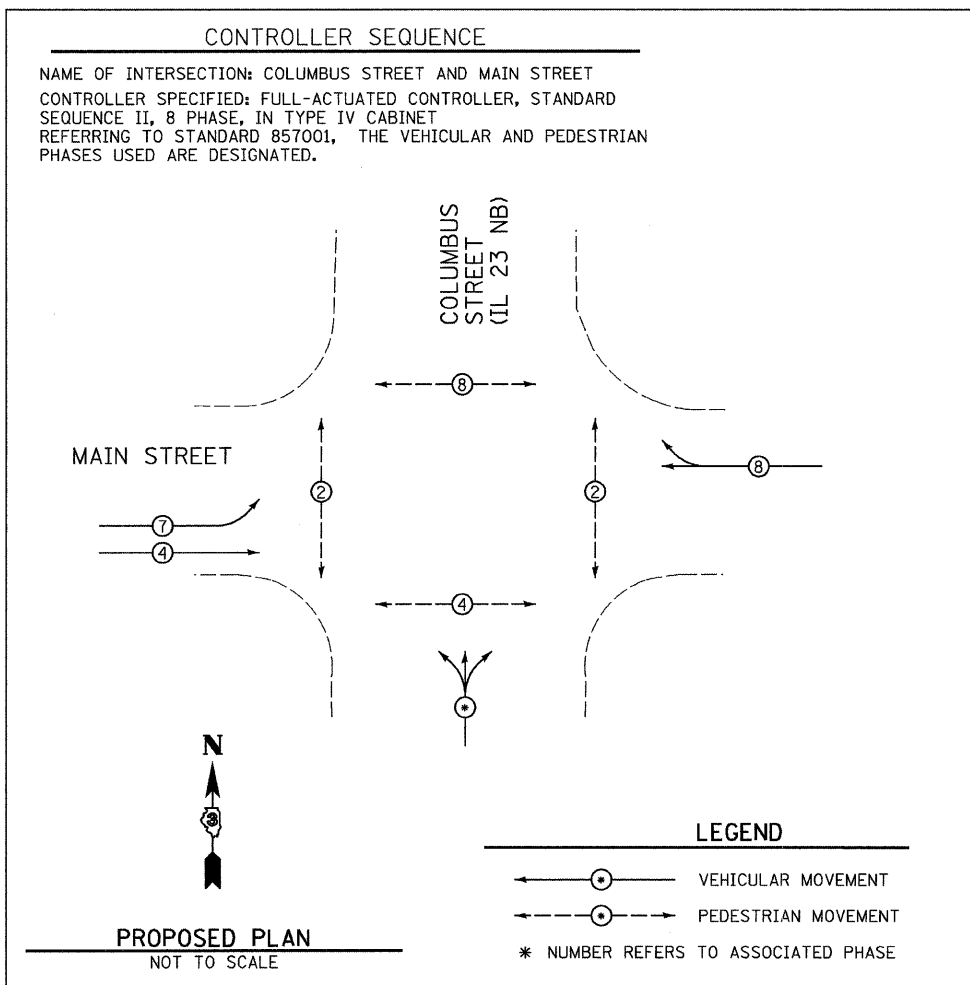 CONTROLLER SEQUENCE
NAME OF INTERSECTION: COLUMBUS STREET AND MAIN STREET
CONTROLLER SPECIFIED: FULL-ACTUATED CONTROLLER, STANDARD
SEQUENCE II, 8 PHASE, IN TYPE IV CABINET
REFERRING TO STANDARD 857001, THE VEHICULAR AND PEDESTRIAN
PHASES USED ARE DESIGNATED.
COLUMBUS
STREET
(IL 23 NB)
8
MAIN STREET
8
2
2
7
4
4
*
N
3
LEGEND
* VEHICULAR MOVEMENT
* PEDESTRIAN MOVEMENT
* NUMBER REFERS TO ASSOCIATED PHASE
PROPOSED PLAN
NOT TO SCALE